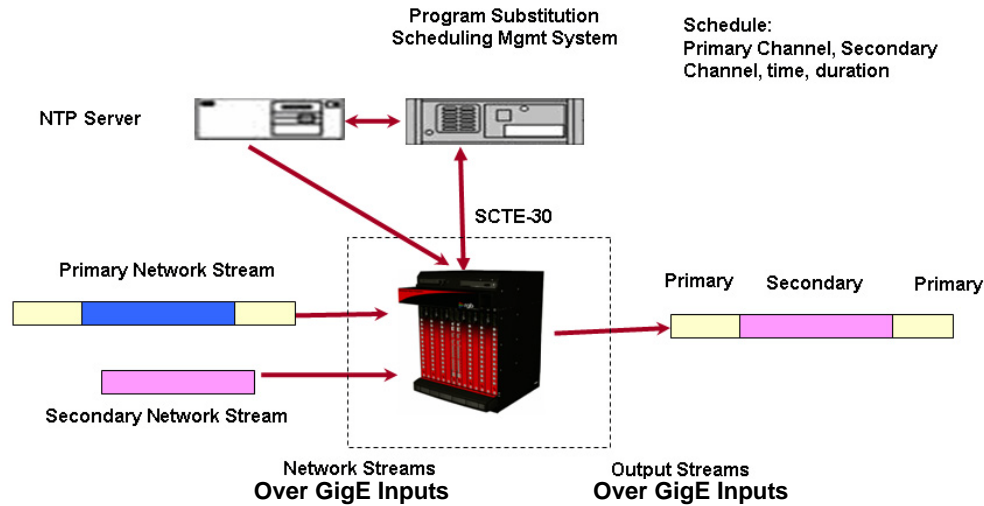 Program Substitution
Scheduling Mgmt System
Schedule:
Primary Channel, Secondary
Channel, time, duration
NTP Server
SCTE-30
Primary Network Stream
Primary
Secondary
Primary
Secondary Network Stream
Network Streams
Over GigE Inputs
Output Streams
Over GigE Inputs